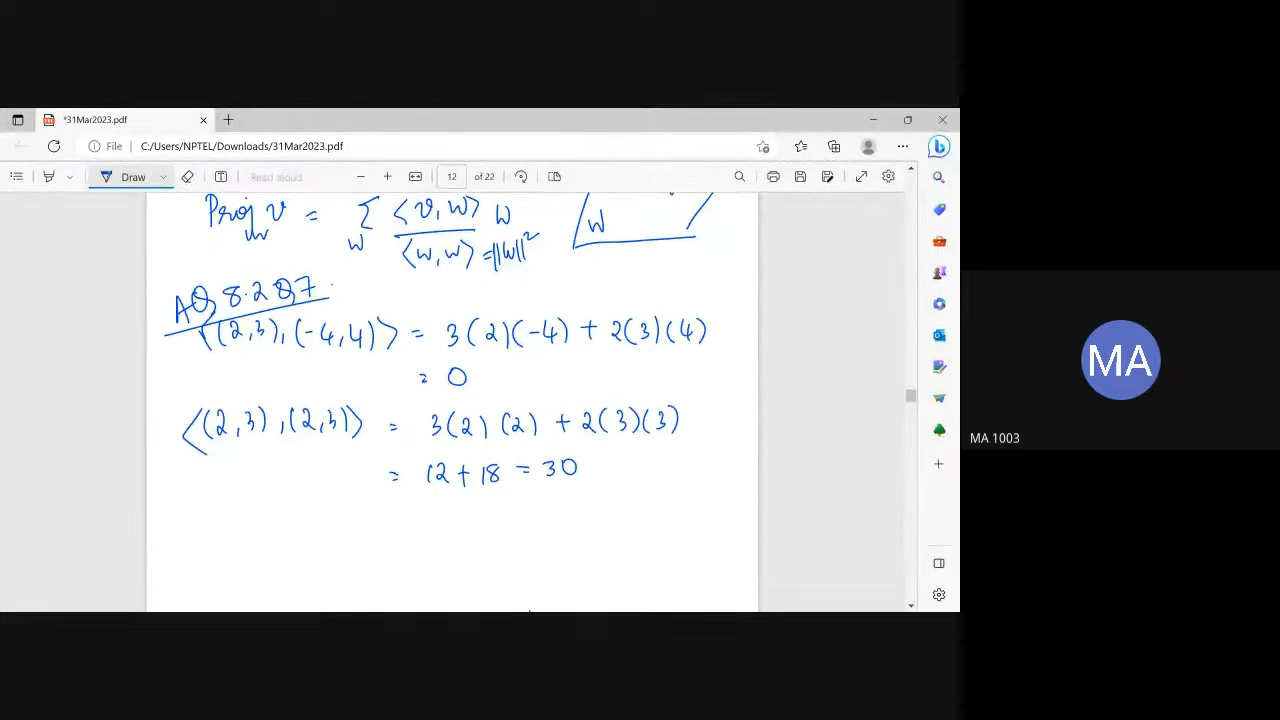 *31Mar2023.pdf
File C:/Users/NPTEL/Downloads/31Mar2023.pdf
Draw Read aloud 12 of 22
Proj_W v = Σ_W <v, w> / <w, w> = ||w||² w
W
AQ 8.2 Q7
<(2,3), (-4,4)> = 3(2)(-4) + 2(3)(4)
= 0
<(2,3), (2,3)> = 3(2)(2) + 2(3)(3)
= 12 + 18 = 30
MA
MA 1003